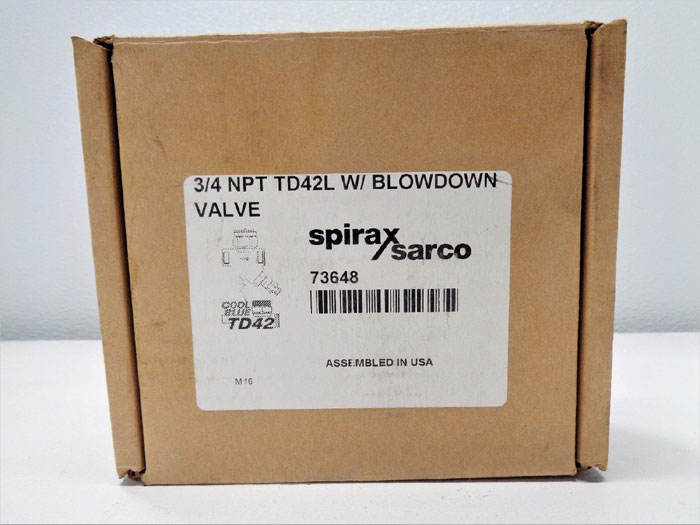 3/4 NPT TD42L W/ BLOWDOWN
VALVE
spirax
sarco
73648
COOL
BLUE
TD42
ASSEMBLED IN USA
M16